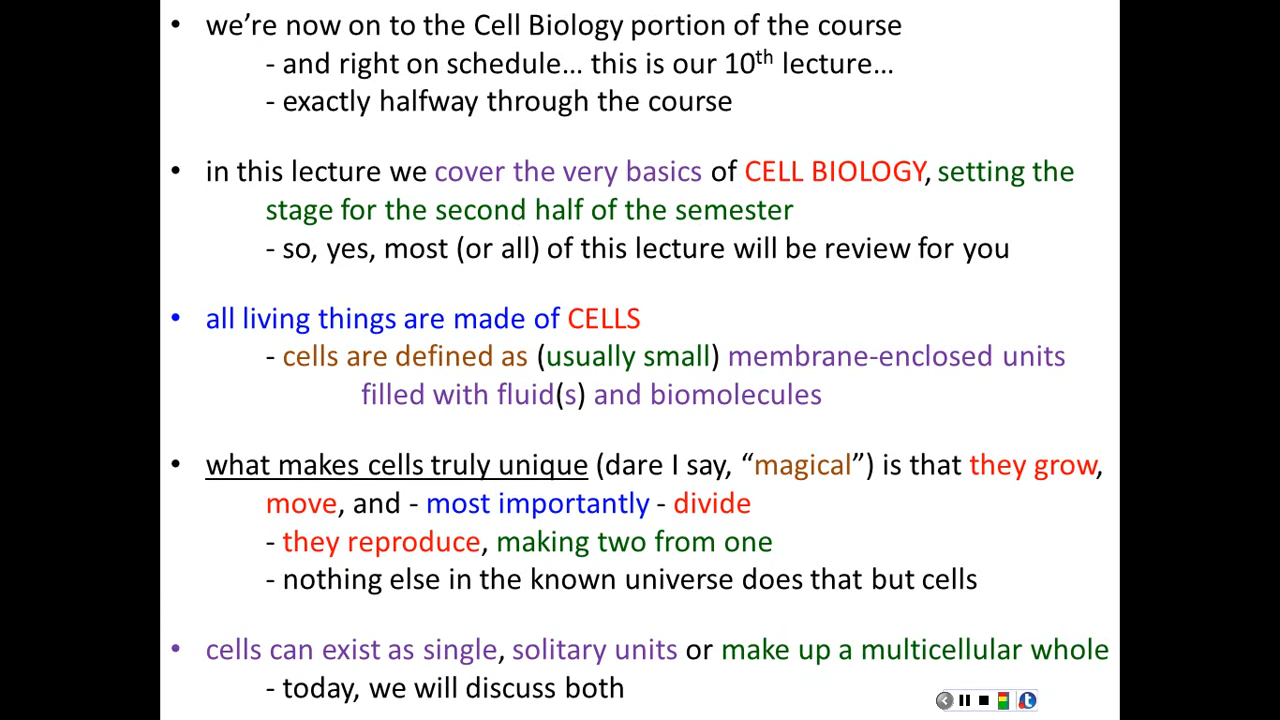 • we’re now on to the Cell Biology portion of the course
- and right on schedule… this is our 10th lecture…
- exactly halfway through the course
• in this lecture we cover the very basics of CELL BIOLOGY, setting the
stage for the second half of the semester
- so, yes, most (or all) of this lecture will be review for you
• all living things are made of CELLS
- cells are defined as (usually small) membrane-enclosed units
filled with fluid(s) and biomolecules
• what makes cells truly unique (dare I say, “magical”) is that they grow,
move, and - most importantly - divide
- they reproduce, making two from one
- nothing else in the known universe does that but cells
• cells can exist as single, solitary units or make up a multicellular whole
- today, we will discuss both
t